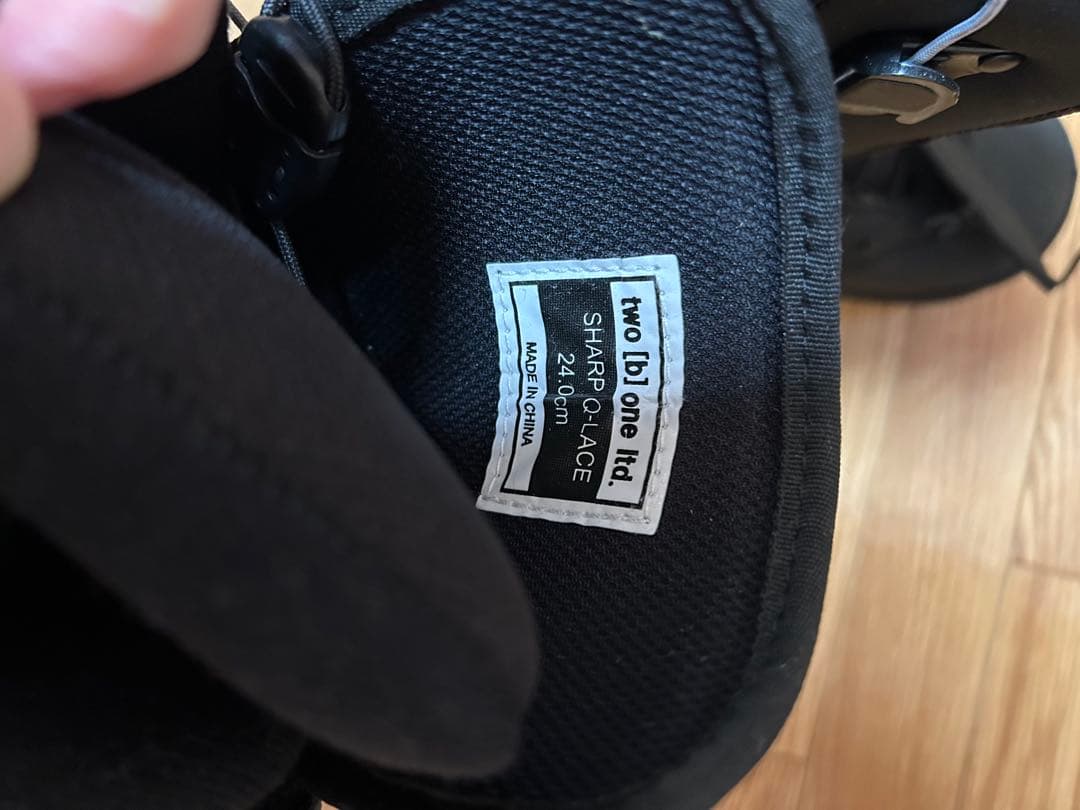 two [b] one ltd.
SHARP Q-LACE
24.0cm
MADE IN CHINA